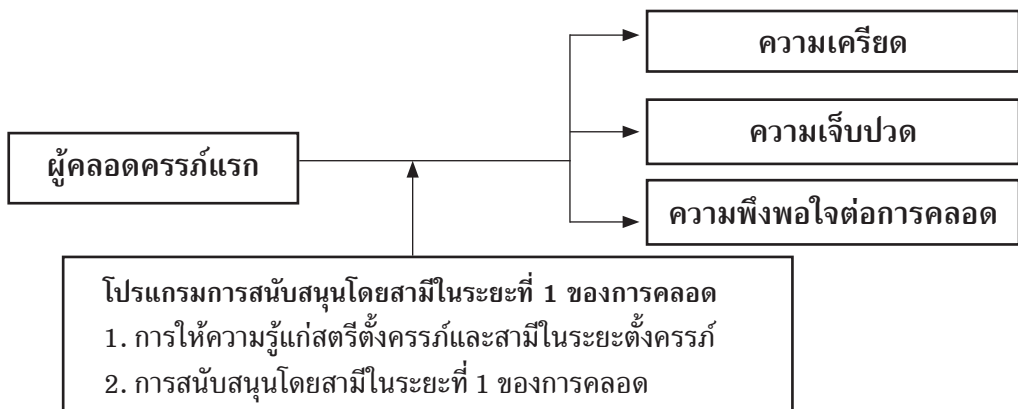 ความเครียด
ความเจ็บปวด
ผู้คลอดครรภ์แรก
ความพึงพอใจต่อการคลอด
โปรแกรมการสนับสนุนโดยสามีในระยะที่ 1 ของการคลอด
1. การให้ความรู้แก่สตรีตั้งครรภ์และสามีในระยะตั้งครรภ์
2. การสนับสนุนโดยสามีในระยะที่ 1 ของการคลอด